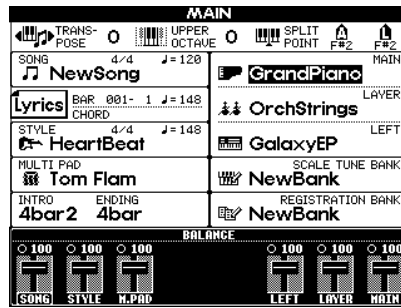 MAIN
TRANS-POSE 0 UPPER OCTAVE 0 SPLIT POINT A F#2 L F#2
SONG 4/4 ♩=120
NewSong
Lyrics BAR 001- 1 ♩=148
CHORD
STYLE 4/4 ♩=148
HeartBeat
MULTI PAD
Tom Flam
INTRO ENDING
4bar2 4bar
MAIN
GrandPiano
LAYER
OrchStrings
LEFT
GalaxyEP
SCALE TUNE BANK
NewBank
REGISTRATION BANK
NewBank
BALANCE
100 100 100 100 100 100
SONG STYLE M.PAD LEFT LAYER MAIN